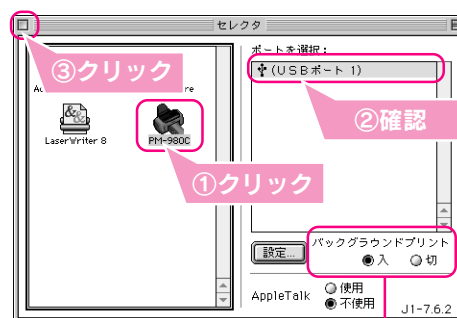 セレクタ
③クリック
ポートを選択：
(USBポート 1)
②確認
LaserWriter 8
PM-980C
①クリック
設定...
バックグラウンドプリント
入 切
AppleTalk
使用
不使用
J1-7.6.2